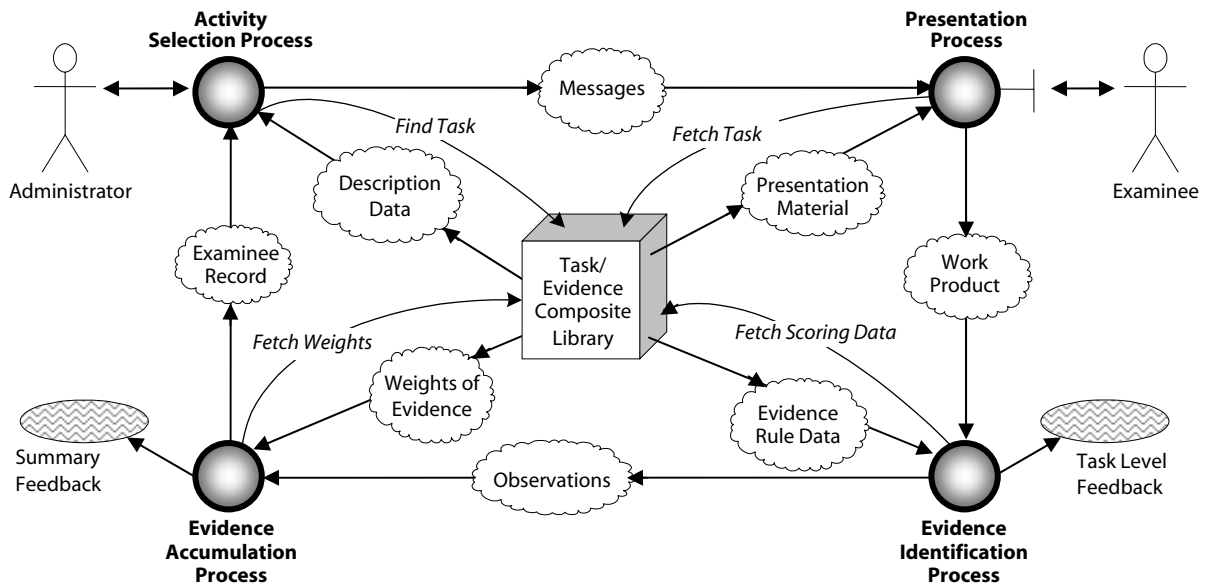 Activity
Selection Process
Presentation
Process
Messages
Find Task
Fetch Task
Administrator
Description
Data
Presentation
Material
Examinee
Examinee
Record
Task/
Evidence
Composite
Library
Work
Product
Fetch Weights
Fetch Scoring Data
Weights of
Evidence
Evidence
Rule Data
Summary
Feedback
Observations
Task Level
Feedback
Evidence
Accumulation
Process
Evidence
Identification
Process